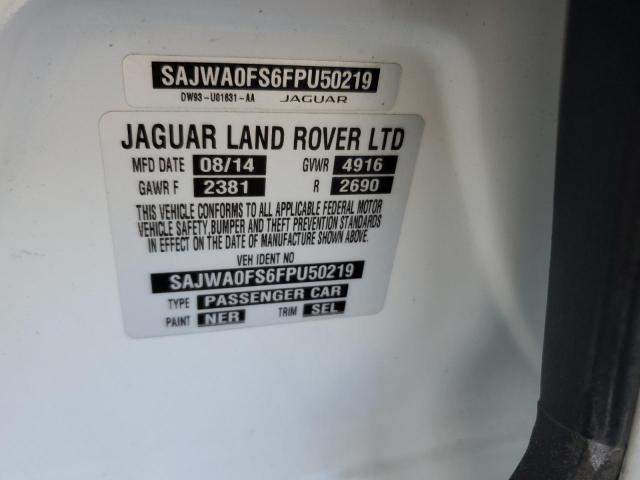 SAJWA0FS6FPU50219
DW93-U01631-AA JAGUAR
JAGUAR LAND ROVER LTD
MFD DATE 08/14 GVWR 4916
GAWR F 2381 R 2690
THIS VEHICLE CONFORMS TO ALL APPLICABLE FEDERAL MOTOR
VEHICLE SAFETY,BUMPER AND THEFT PREVENTION STANDARDS
IN EFFECT ON THE DATE OF MANUFACTURE SHOWN ABOVE.
VEH IDENT NO
SAJWA0FS6FPU50219
TYPE PASSENGER CAR
PAINT NER TRIM SEL